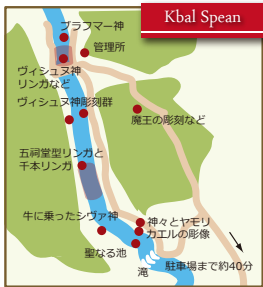 Kbal Spean
ブラフマー神
管理所
ヴィシュヌ神
リンガなど
ヴィシュヌ神彫刻群
魔王の彫刻など
五祠堂型リンガと
千本リンガ
牛に乗ったシヴァ神
神々とヤモリ
カエルの彫像
聖なる池
滝
駐車場まで約40分